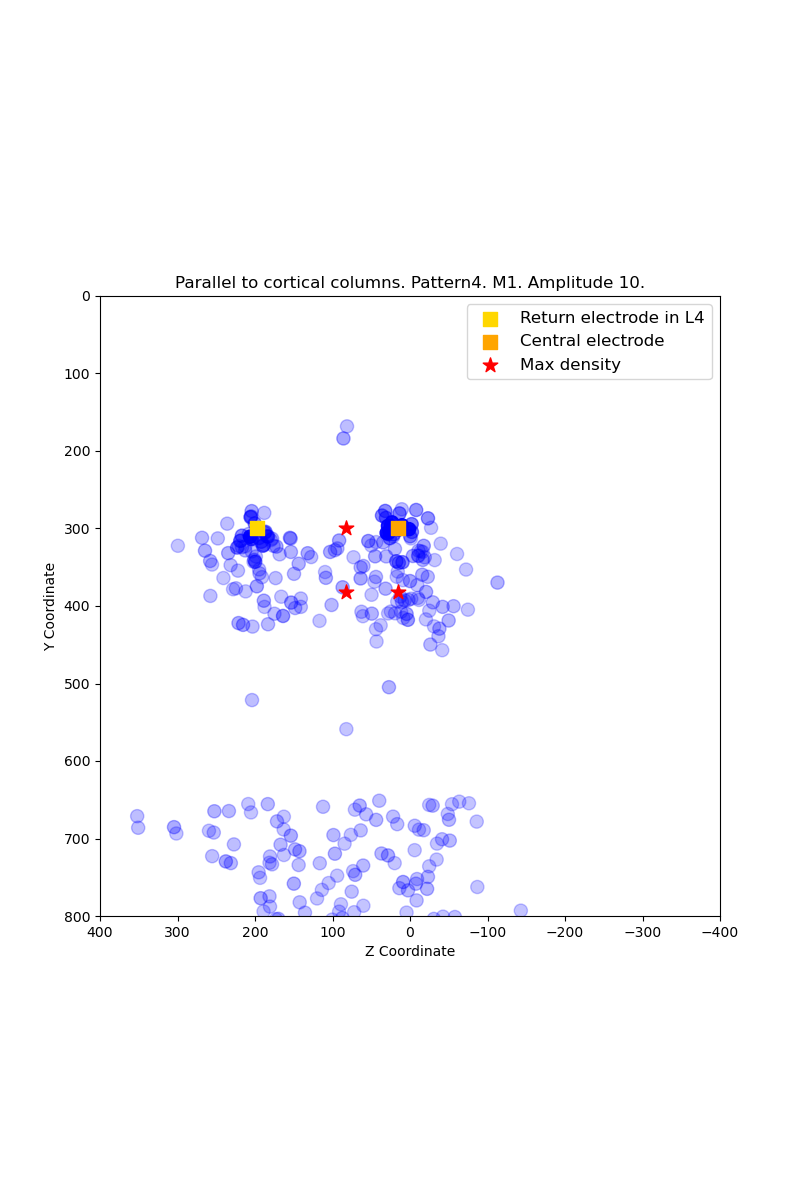 Parallel to cortical columns. Pattern4. M1. Amplitude 10.
Return electrode in L4
Central electrode
Max density
0
100
200
300
400
500
600
700
800
Y Coordinate
400 300 200 100 0 −100 −200 −300 −400
Z Coordinate